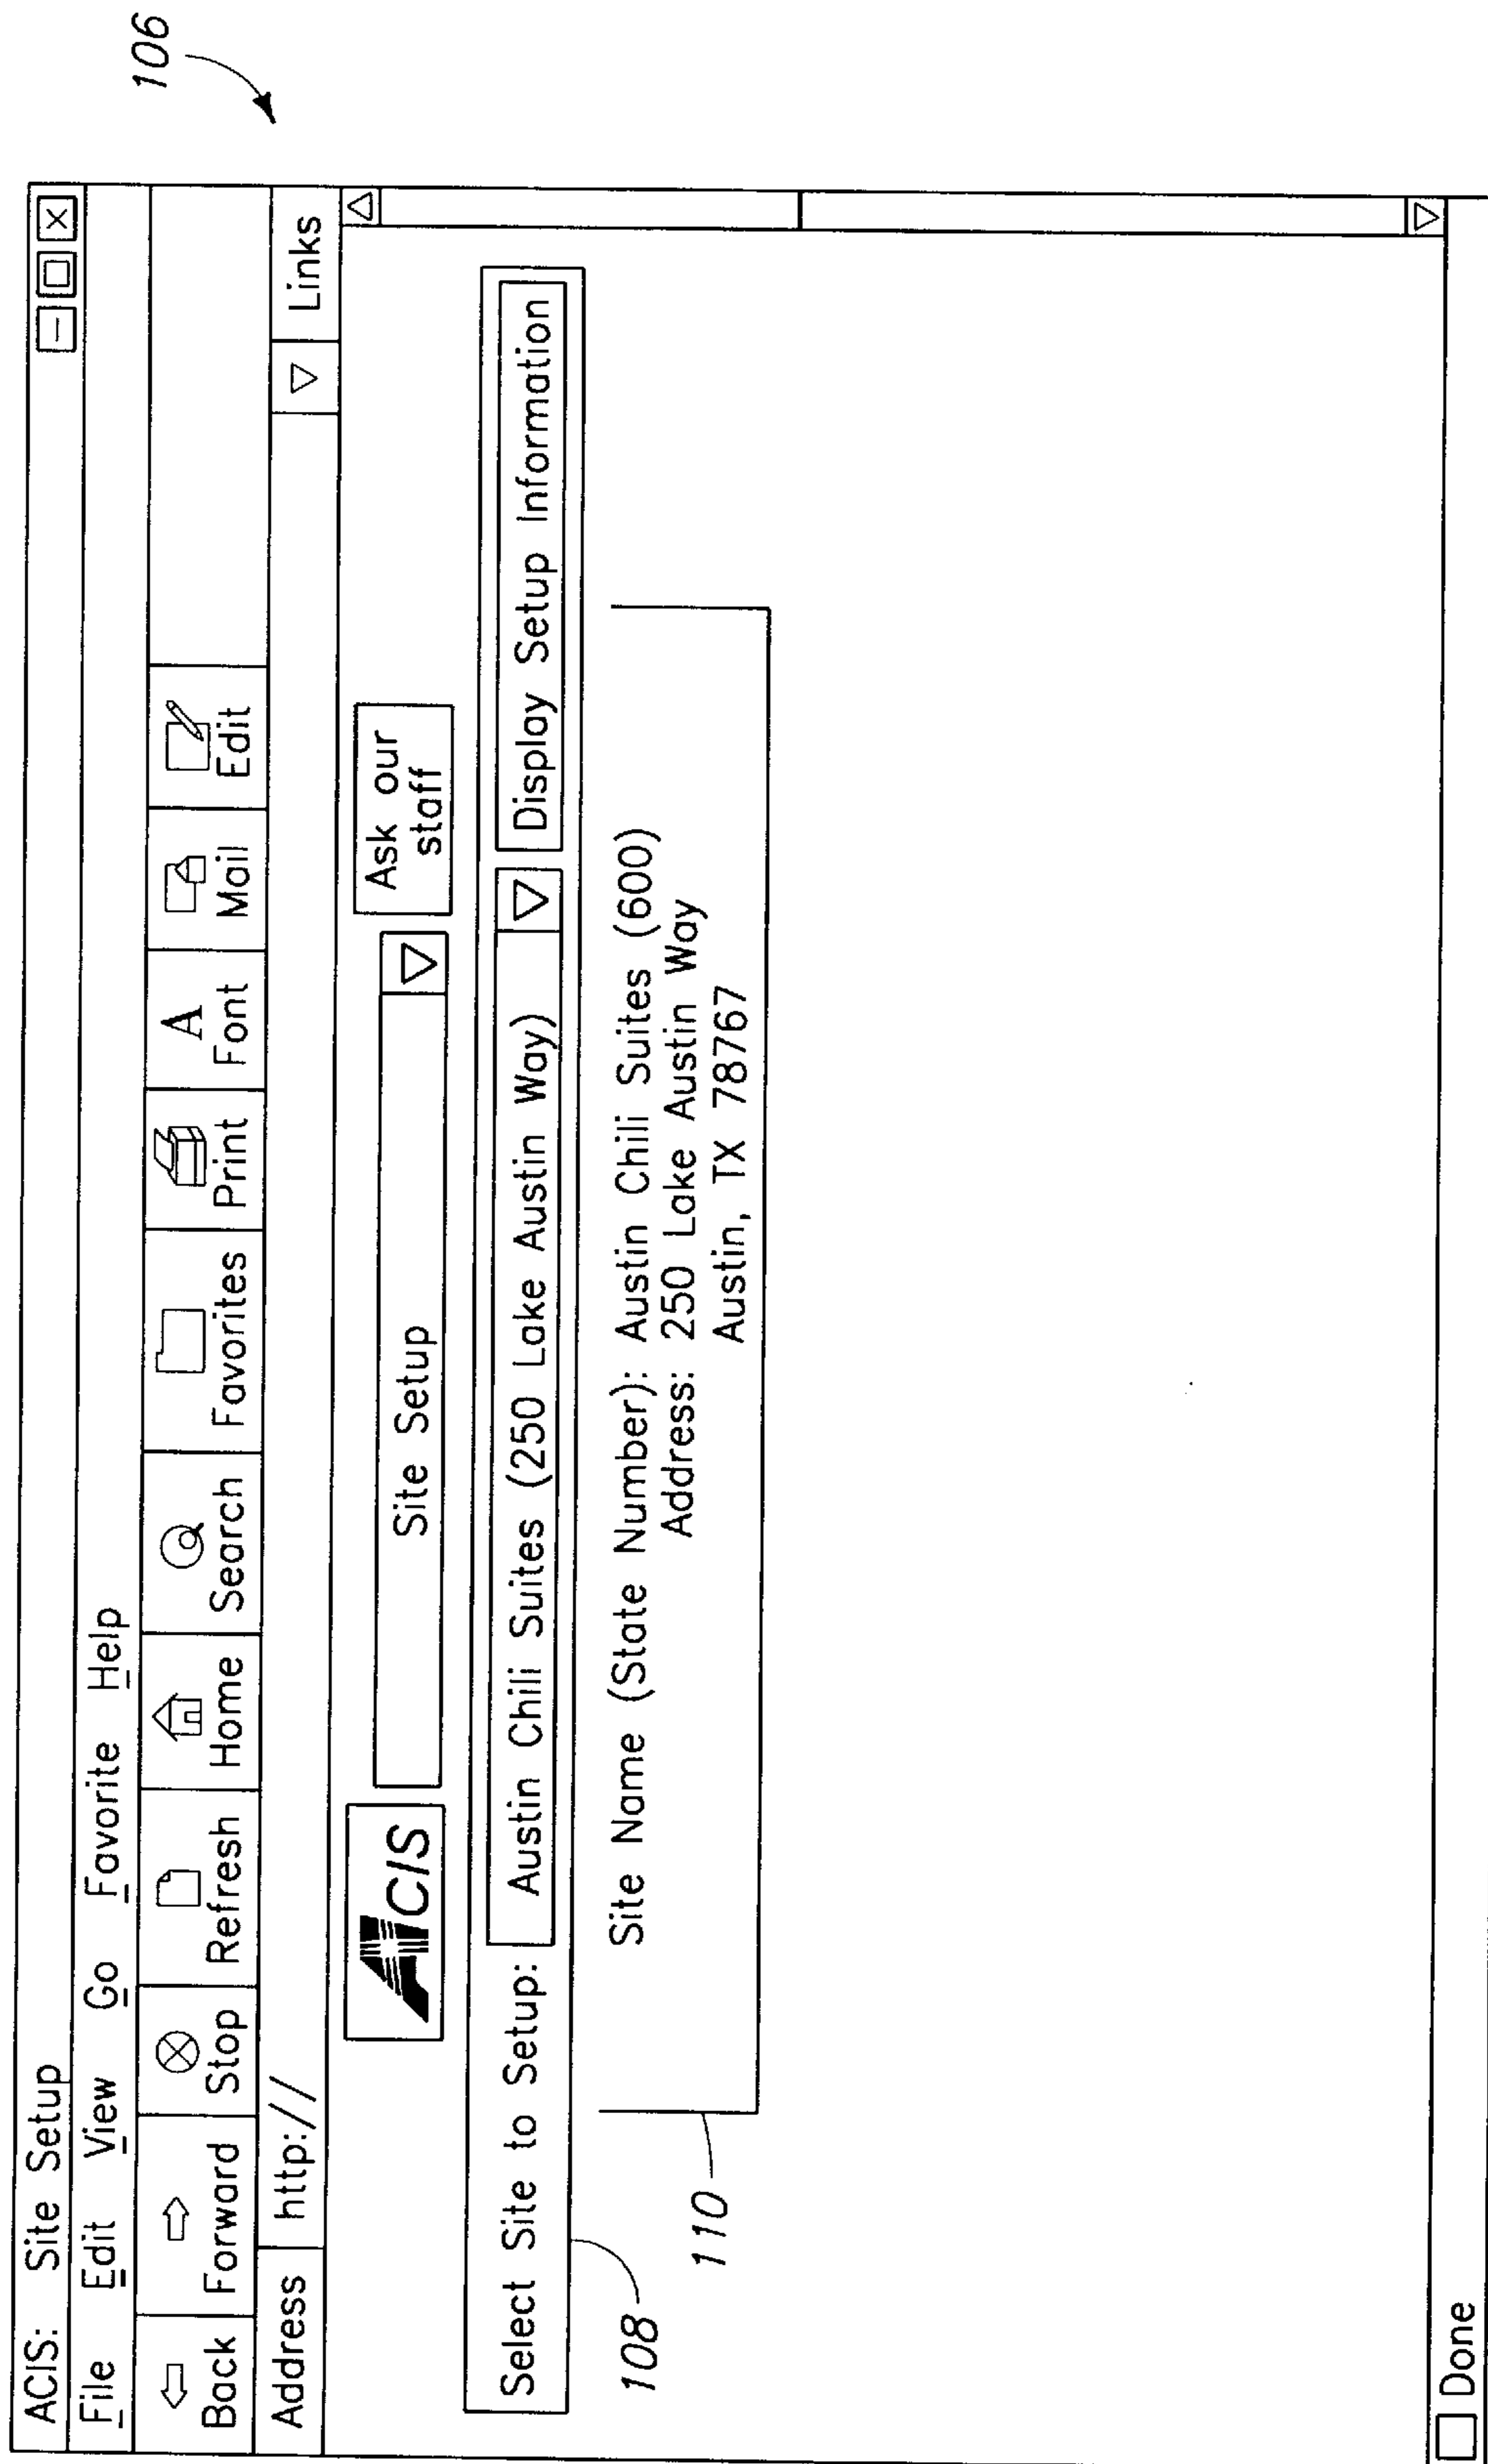 106
ACIS: Site Setup
File Edit View Go Favorite Help
Back Forward Stop Refresh Home Search Favorites Print Font Mail Edit
Address http:// Links
ACIS Site Setup Ask our
staff
Select Site to Setup: Austin Chili Suites (250 Lake Austin Way) Display Setup Information
Site Name (State Number): Austin Chili Suites (600)
Address: 250 Lake Austin Way
Austin, TX 78767
108
110
Done